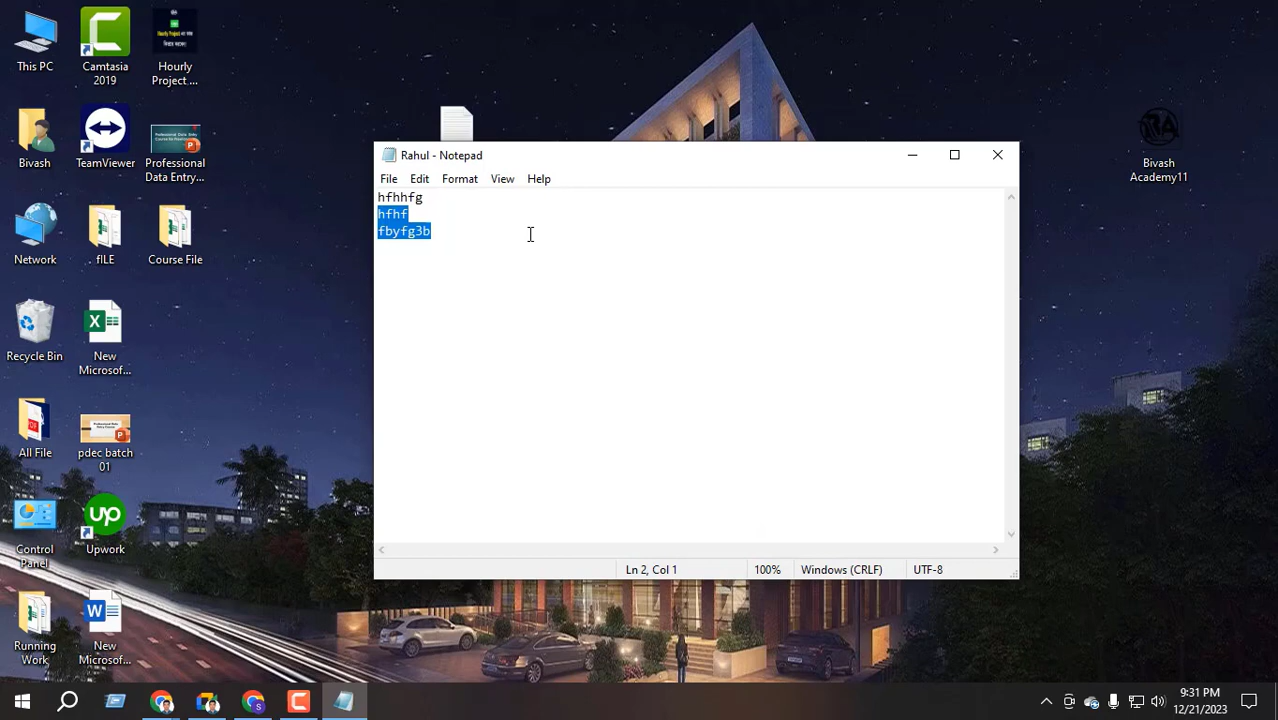 This PC
Camtasia 2019
Hourly Project ...
Bivash
TeamViewer
Professional Data Entry...
Network
fILE
Course File
Recycle Bin
New Microsof...
All File
pdec batch 01
Control Panel
up
Upwork
Running Work
New Microsof...
Bivash Academy11
Rahul - Notepad
File Edit Format View Help
hfhhfg
hfhf
fbyfg3b
Ln 2, Col 1 100% Windows (CRLF) UTF-8
9:31 PM
12/21/2023